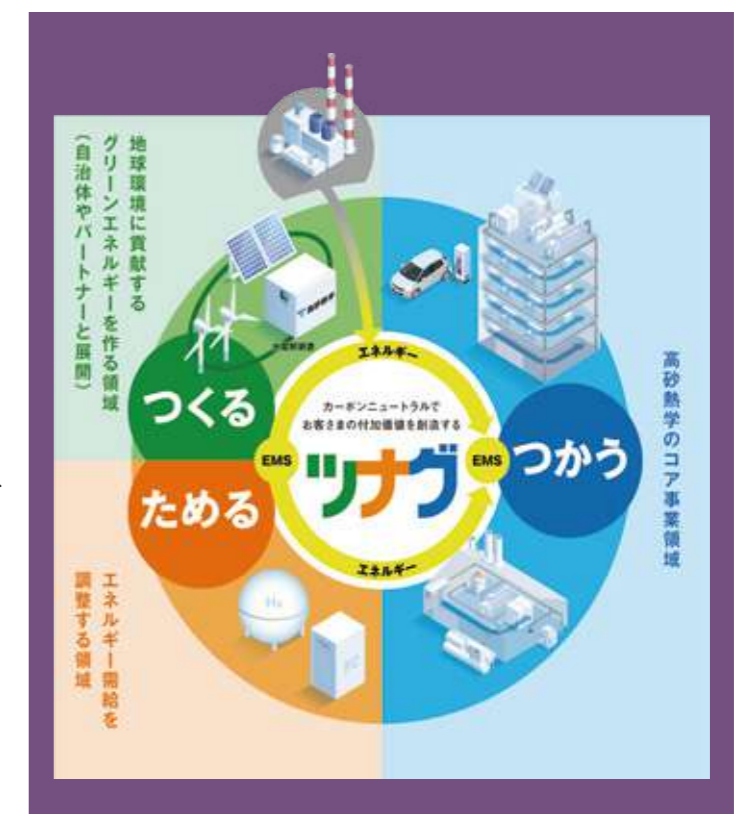 地球環境に貢献する
グリーンエネルギーを作る領域
(自治体やパートナーと展開)
つくる
ためる
エネルギー需給を
調整する領域
エネルギー
カーボンニュートラルで
お客さまの付加価値を創造する
EMS
ツナグ
EMS
エネルギー
つかう
高砂熱学のコア事業領域
H₂